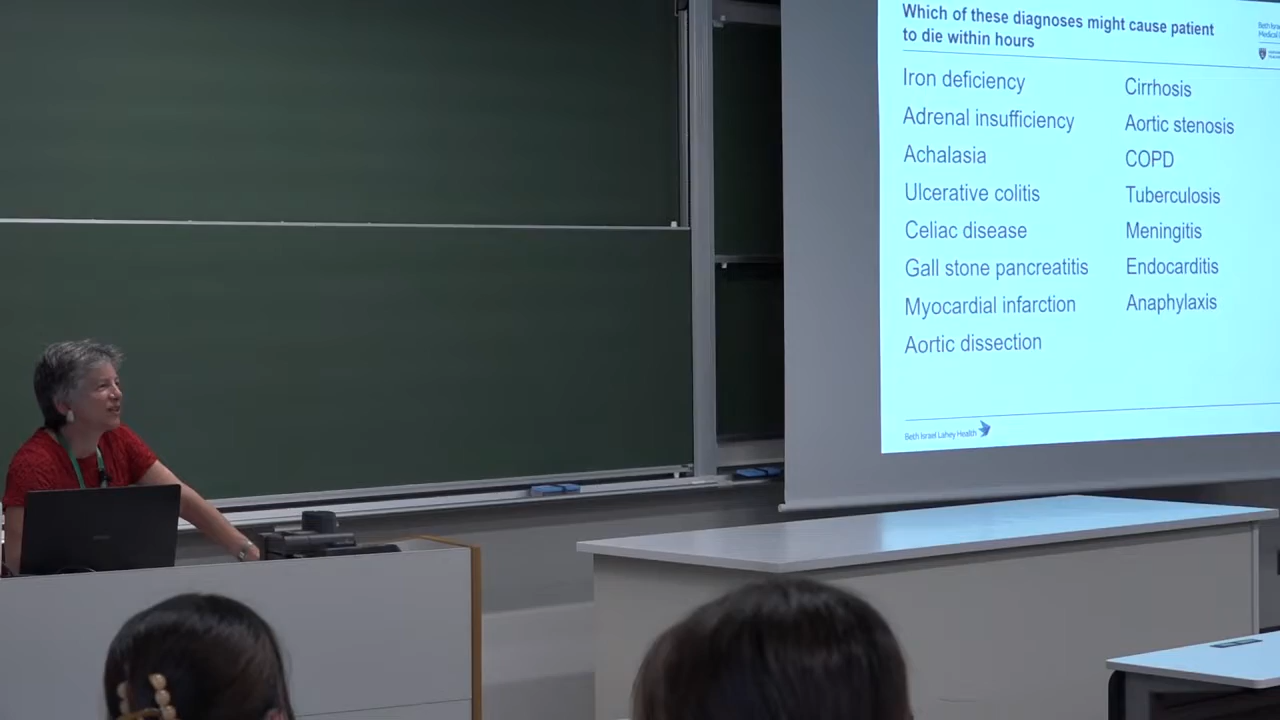 Which of these diagnoses might cause patient
to die within hours
Iron deficiency
Adrenal insufficiency
Achalasia
Ulcerative colitis
Celiac disease
Gall stone pancreatitis
Myocardial infarction
Aortic dissection
Cirrhosis
Aortic stenosis
COPD
Tuberculosis
Meningitis
Endocarditis
Anaphylaxis
Beth Israel Lahey Health